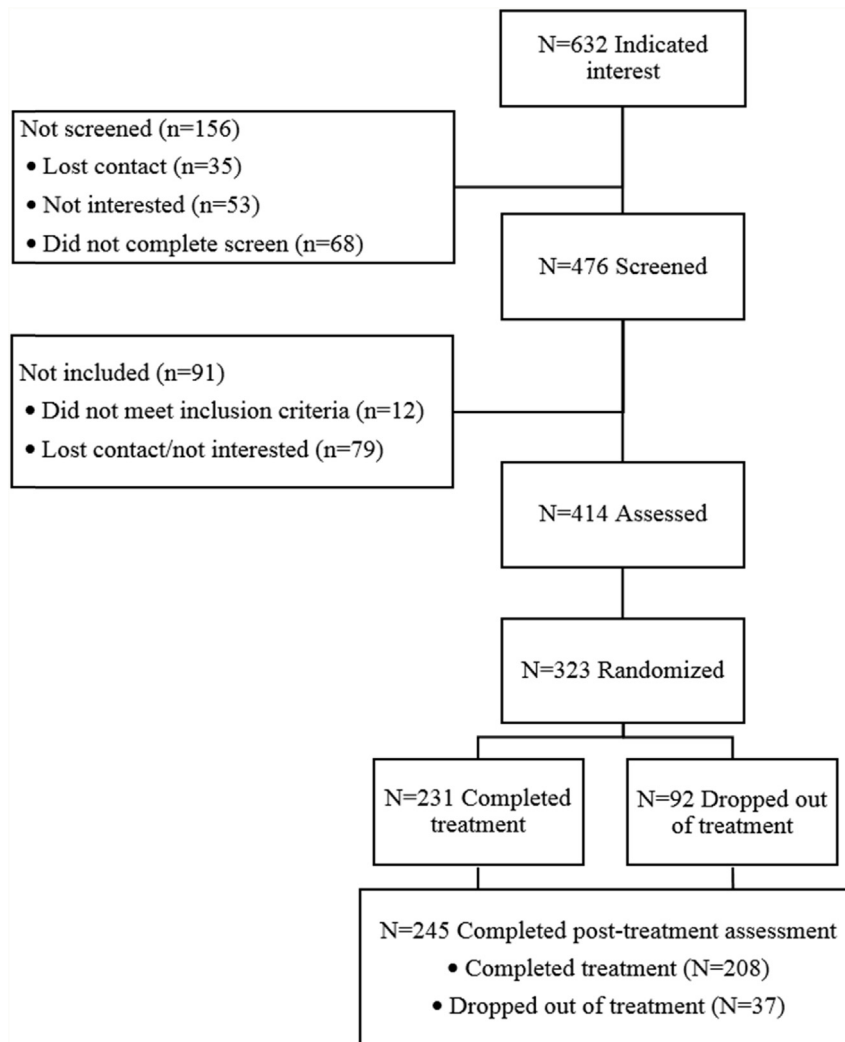 N=632 Indicated
interest
Not screened (n=156)
• Lost contact (n=35)
• Not interested (n=53)
• Did not complete screen (n=68)
N=476 Screened
Not included (n=91)
• Did not meet inclusion criteria (n=12)
• Lost contact/not interested (n=79)
N=414 Assessed
N=323 Randomized
N=231 Completed
treatment
N=92 Dropped out
of treatment
N=245 Completed post-treatment assessment
• Completed treatment (N=208)
• Dropped out of treatment (N=37)